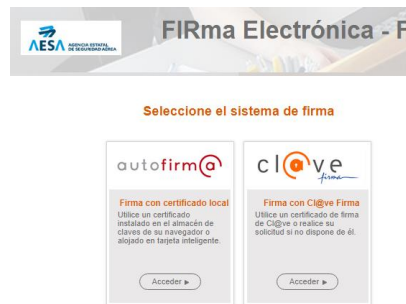 AESA AGENCIA ESTATAL DE SEGURIDAD AÉREA
FIRma Electrónica - F
Seleccione el sistema de firma
autofirm@
cl@ve
firma
Firma con certificado local
Utilice un certificado
instalado en el almacén de
claves de su navegador o
alojado en tarjeta inteligente.
Firma con Cl@ve Firma
Utilice un certificado de firma
de Cl@ve o realice su
solicitud si no dispone de él.
Acceder ▸
Acceder ▸